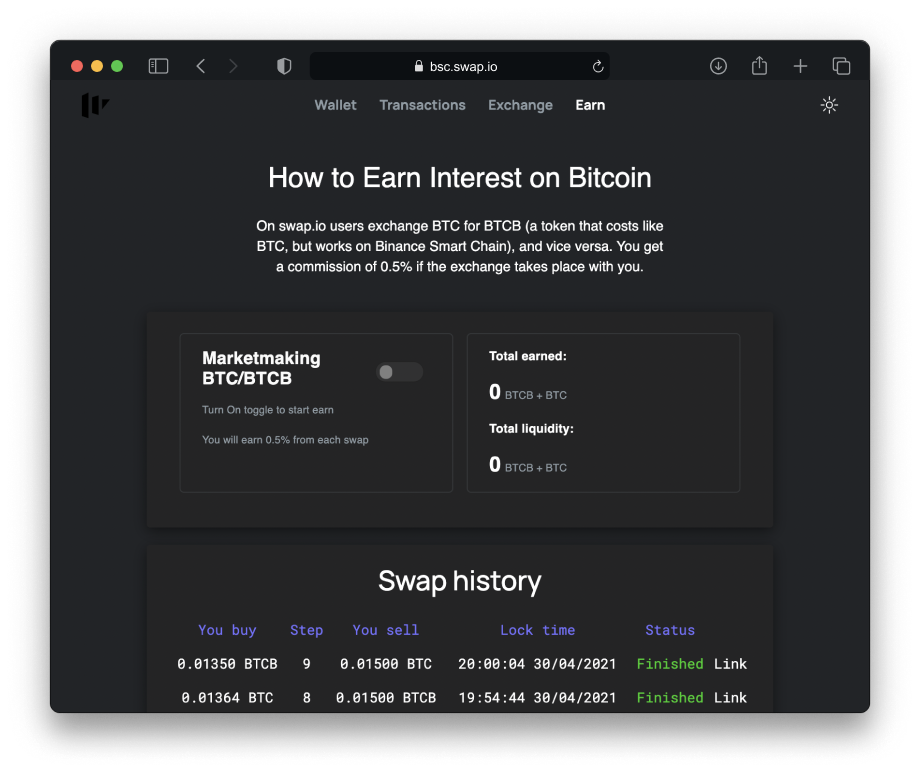 bsc.swap.io
Wallet Transactions Exchange Earn
How to Earn Interest on Bitcoin
On swap.io users exchange BTC for BTCB (a token that costs like
BTC, but works on Binance Smart Chain), and vice versa. You get
a commission of 0.5% if the exchange takes place with you.
Marketmaking
BTC/BTCB
Turn On toggle to start earn
You will earn 0.5% from each swap
Total earned:
0 BTCB + BTC
Total liquidity:
0 BTCB + BTC
Swap history
You buy Step You sell Lock time Status
0.01350 BTCB 9 0.01500 BTC 20:00:04 30/04/2021 Finished Link
0.01364 BTC 8 0.01500 BTCB 19:54:44 30/04/2021 Finished Link